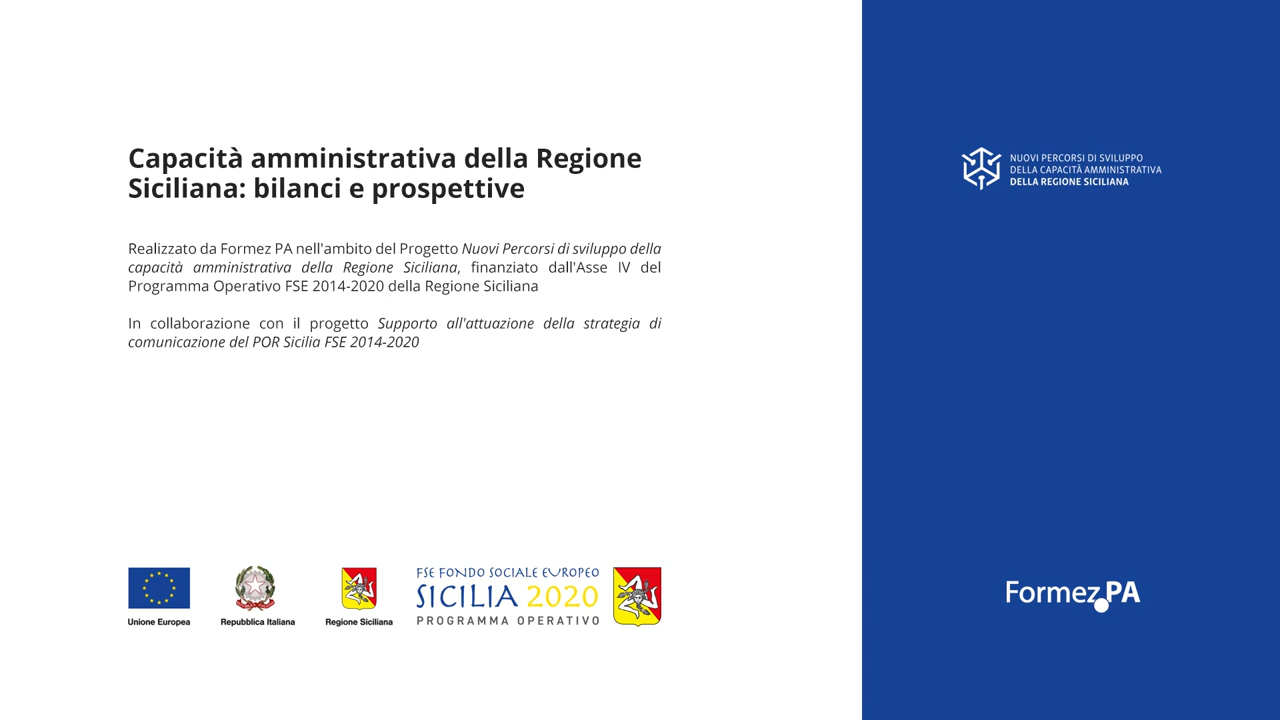 Capacità amministrativa della Regione
Siciliana: bilanci e prospettive
Realizzato da Formez PA nell'ambito del Progetto Nuovi Percorsi di sviluppo della
capacità amministrativa della Regione Siciliana, finanziato dall'Asse IV del
Programma Operativo FSE 2014-2020 della Regione Siciliana
In collaborazione con il progetto Supporto all'attuazione della strategia di
comunicazione del POR Sicilia FSE 2014-2020
Unione Europea
Repubblica Italiana
Regione Siciliana
FSE FONDO SOCIALE EUROPEO
SICILIA 2020
PROGRAMMA OPERATIVO
NUOVI PERCORSI DI SVILUPPO
DELLA CAPACITÀ AMMINISTRATIVA
DELLA REGIONE SICILIANA
Formez PA